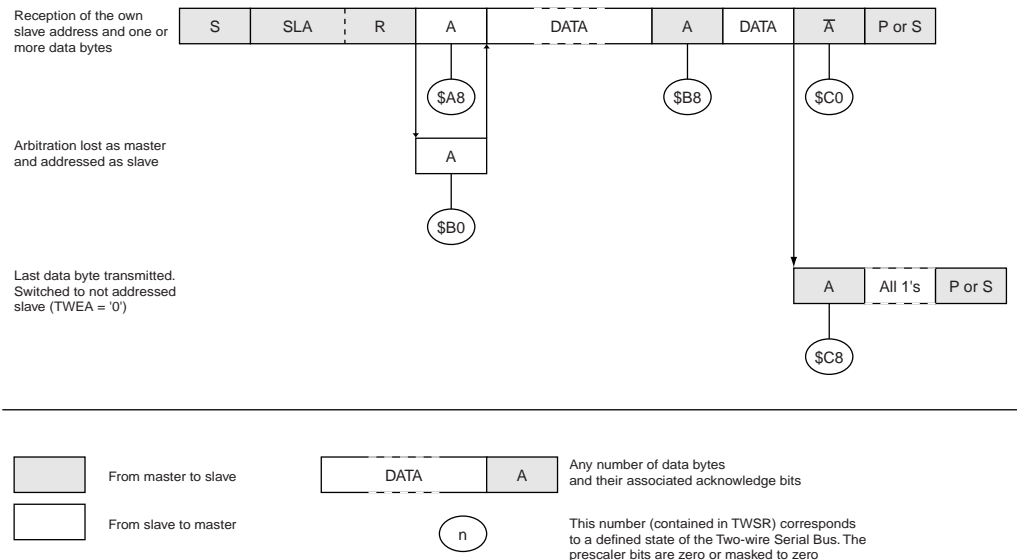 Reception of the own
slave address and one or
more data bytes
S SLA R A DATA A DATA A̅ P or S
$A8 $B8 $C0
Arbitration lost as master
and addressed as slave
A
$B0
Last data byte transmitted.
Switched to not addressed
slave (TWEA = '0')
A All 1's P or S
$C8
From master to slave
DATA A
Any number of data bytes
and their associated acknowledge bits
From slave to master
n
This number (contained in TWSR) corresponds
to a defined state of the Two-wire Serial Bus. The
prescaler bits are zero or masked to zero